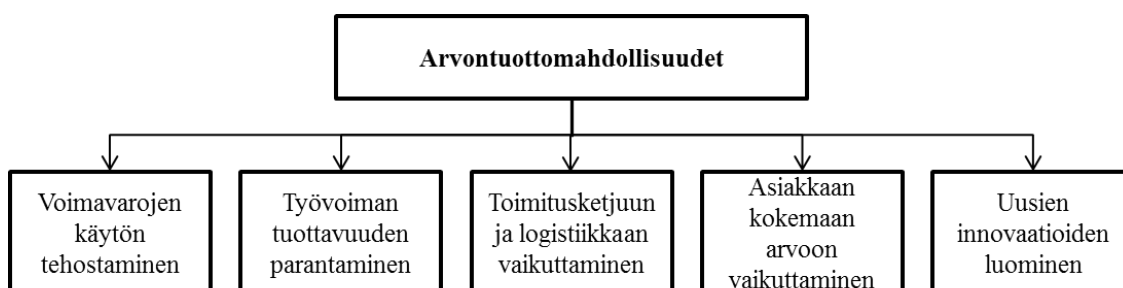 Arvontuottomahdollisuudet
Voimavarojen
käytön
tehostaminen
Työvoiman
tuottavuuden
parantaminen
Toimitusketjuun
ja logistiikkaan
vaikuttaminen
Asiakkaan
kokemaan
arvoon
vaikuttaminen
Uusien
innovaatioiden
luominen